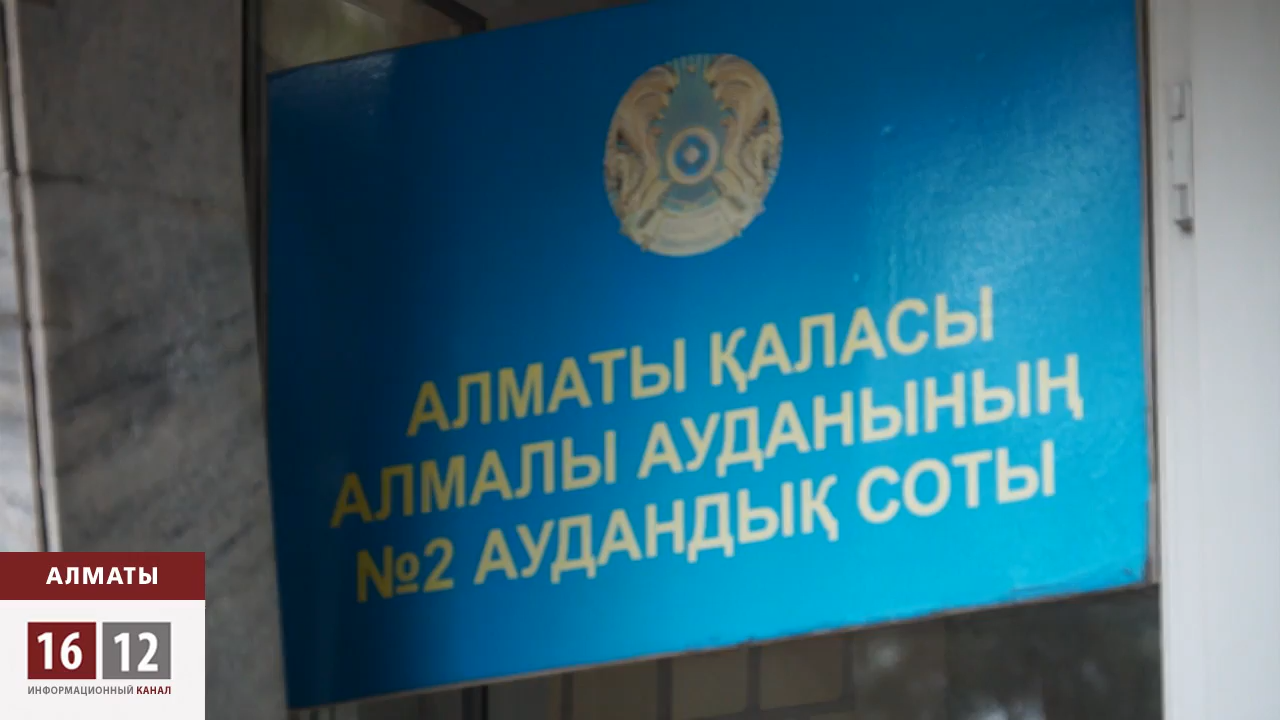 АЛМАТЫ ҚАЛАСЫ
АЛМАЛЫ АУДАНЫНЫҢ
№2 АУДАНДЫҚ СОТЫ
АЛМАТЫ
16 12
ИНФОРМАЦИОННЫЙ КАНАЛ